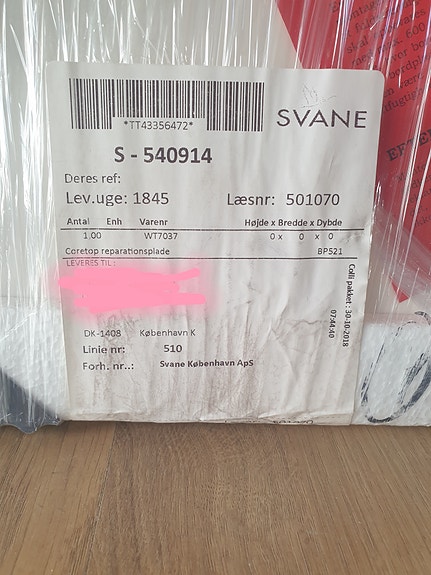 *TT43356472*
SVANE
S - 540914
Deres ref:
Lev.uge: 1845 Læsnr: 501070
Antal Enh Varenr Højde x Bredde x Dybde
1.00 WT7037 0 x 0 x 0
Coretop reparationsplade BP521
LEVERES TIL :
DK-1408 København K
Linie nr: 510
Forh. nr..: Svane København ApS
Colli pakket : 30-10-2018
07:44:40
600